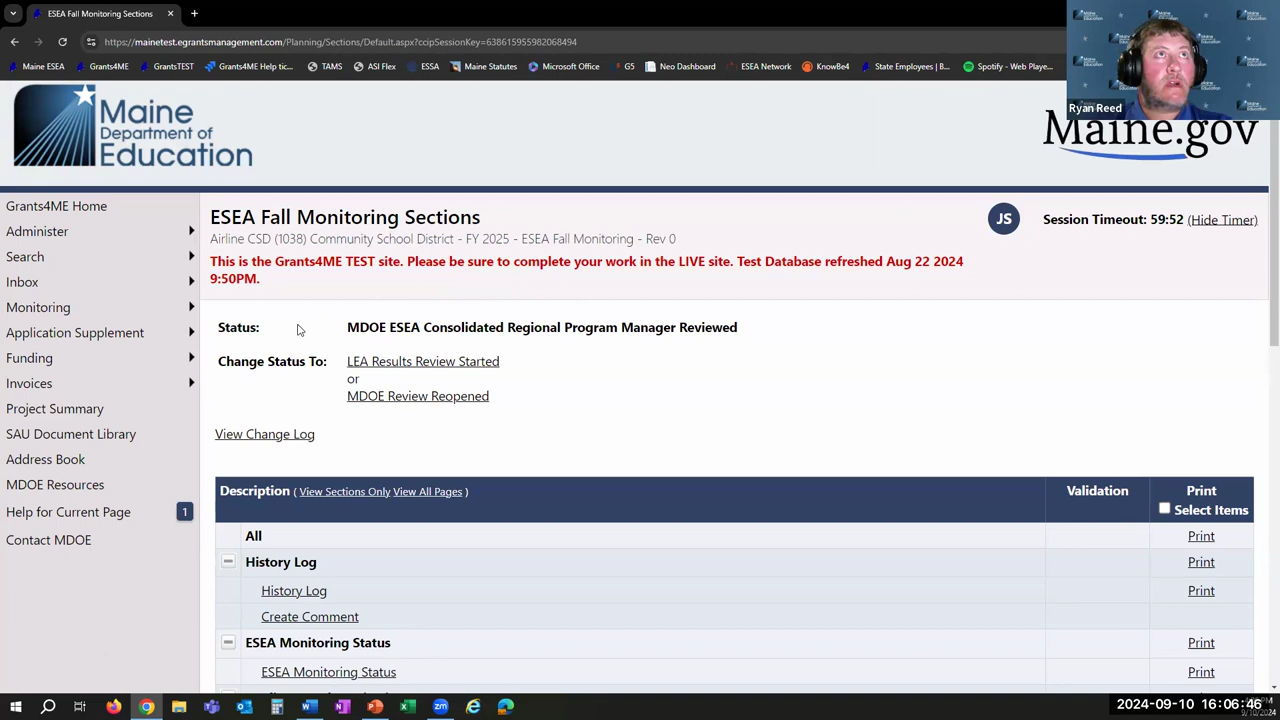 ESEA Fall Monitoring Sections
https://mainetest.egrantsmanagement.com/Planning/Sections/Default.aspx?ccipSessionKey=638615955982068494
Maine ESEA Grants4ME GrantsTEST Grants4ME Help tic... TAMS ASI Flex ESSA Maine Statutes Microsoft Office G5 Neo Dashboard ESEA Network KnowBe4 State Employees | B... Spotify - Web Playe...
Ryan Reed
Maine
Department of
Education
Maine.gov
Grants4ME Home
Administer
Search
Inbox
Monitoring
Application Supplement
Funding
Invoices
Project Summary
SAU Document Library
Address Book
MDOE Resources
Help for Current Page 1
Contact MDOE
ESEA Fall Monitoring Sections
Airline CSD (1038) Community School District - FY 2025 - ESEA Fall Monitoring - Rev 0
JS
Session Timeout: 59:52 (Hide Timer)
This is the Grants4ME TEST site. Please be sure to complete your work in the LIVE site. Test Database refreshed Aug 22 2024
9:50PM.
Status: MDOE ESEA Consolidated Regional Program Manager Reviewed
Change Status To: LEA Results Review Started
or
MDOE Review Reopened
View Change Log
Description ( View Sections Only View All Pages ) Validation Print
Select Items
All Print
History Log Print
History Log Print
Create Comment
ESEA Monitoring Status Print
ESEA Monitoring Status Print
2024-09-10 16:06:46